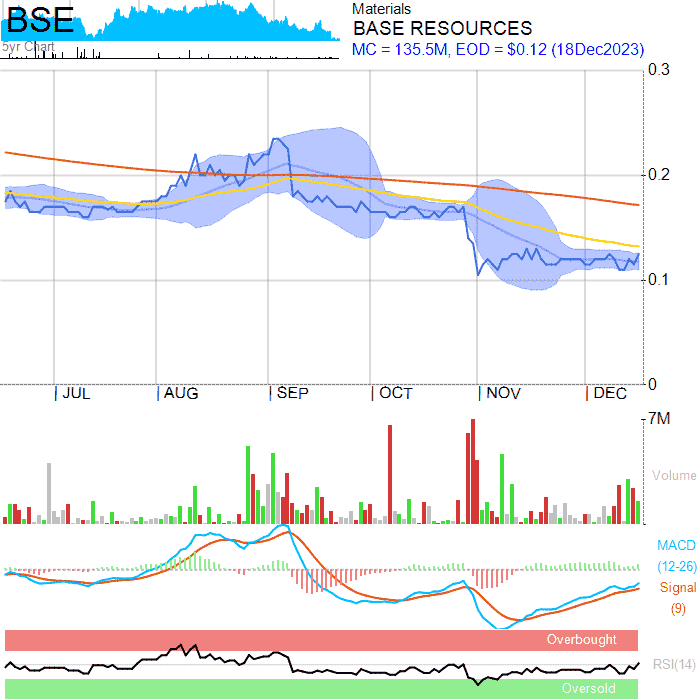 BSE
5yr Chart
Materials
BASE RESOURCES
MC = 135.5M, EOD = $0.12 (18Dec2023)
0.3
0.2
0.1
0
JUL AUG SEP OCT NOV DEC
7M
Volume
MACD
(12-26)
Signal
(9)
Overbought
RSI(14)
Oversold